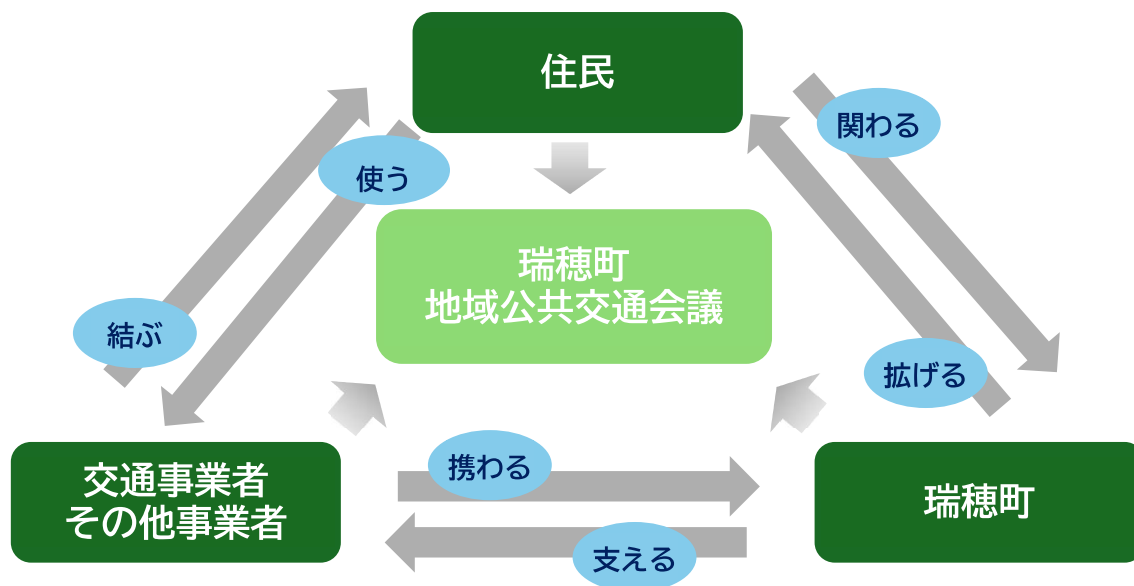 住民
関わる
使う
瑞穂町
地域公共交通会議
結ぶ
拡げる
携わる
交通事業者
その他事業者
瑞穂町
支える